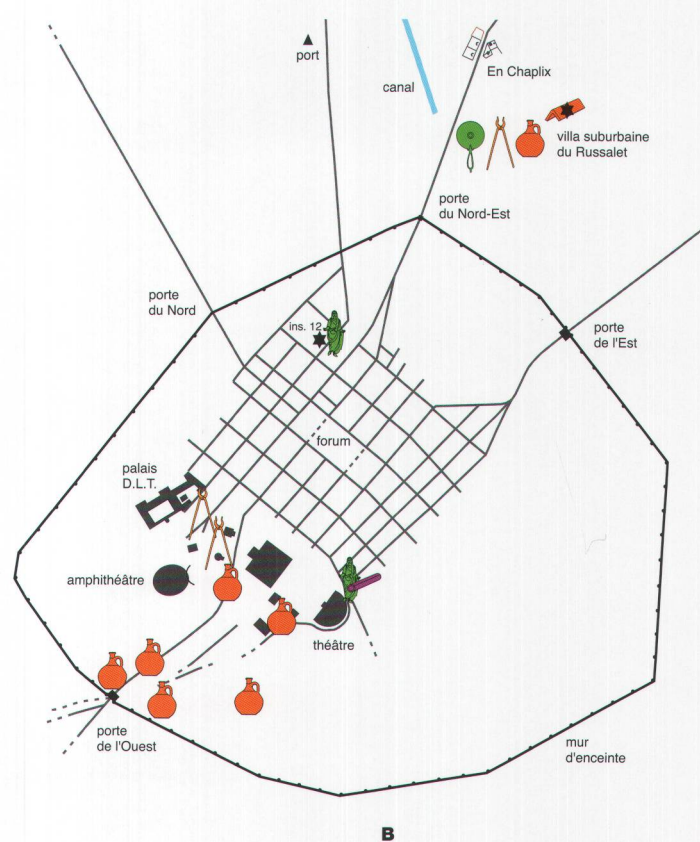 port
canal
En Chaplix
villa suburbaine
du Russalet
porte
du Nord-Est
porte
du Nord
ins. 12
porte
de l'Est
forum
palais
D.L.T.
amphithéâtre
théâtre
porte
de l'Ouest
mur
d'enceinte
B